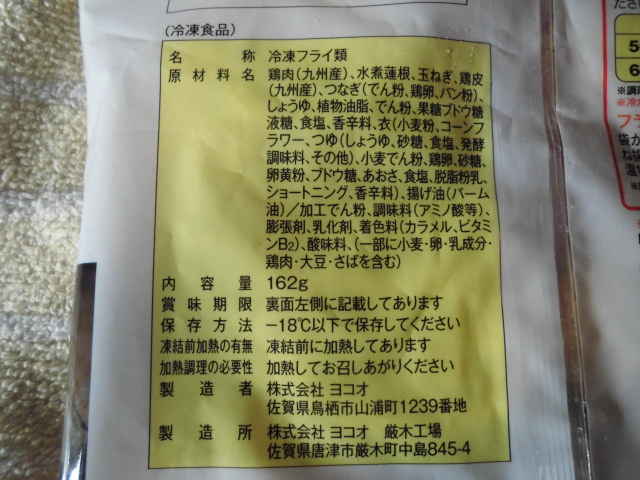 (冷凍食品)
名称 冷凍フライ類
原材料名 鶏肉(九州産)、水煮蓮根、玉ねぎ、鶏皮
(九州産)、つなぎ(でん粉、鶏卵、パン粉)、
しょうゆ、植物油脂、でん粉、果糖ブドウ糖
液糖、食塩、香辛料、衣(小麦粉、コーンフ
ラワー、つゆ(しょうゆ、砂糖、食塩、発酵
調味料、その他)、小麦でん粉、鶏卵、砂糖、
卵黄粉、ブドウ糖、あおさ、食塩、脱脂粉乳、
ショートニング、香辛料)、揚げ油(パーム
油)/加工でん粉、調味料(アミノ酸等)、
膨張剤、乳化剤、着色料(カラメル、ビタミ
ンB2)、酸味料、(一部に小麦・卵・乳成分・
鶏肉・大豆・さばを含む)
内容量 162g
賞味期限 裏面左側に記載してあります
保存方法 −18℃以下で保存してください
凍結前加熱の有無 凍結前に加熱してあります
加熱調理の必要性 加熱してお召しあがりください
製造者 株式会社 ヨコオ
佐賀県鳥栖市山浦町1239番地
製造所 株式会社 ヨコオ 厳木工場
佐賀県唐津市厳木町中島845-4
ださ
5
6
※調
※冷
フラ
袋か